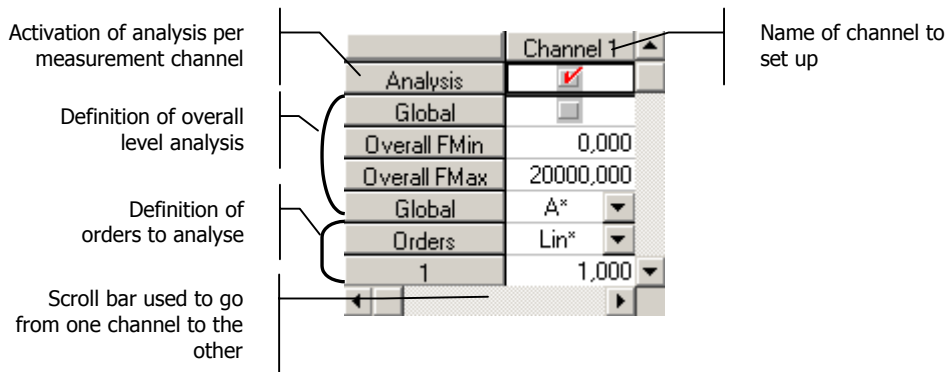 Activation of analysis per
measurement channel
Definition of overall
level analysis
Definition of
orders to analyse
Scroll bar used to go
from one channel to the
other
Channel 1
Analysis
Global
Overall FMin 0,000
Overall FMax 20000,000
Global A*
Orders Lin*
1 1,000
Name of channel to
set up